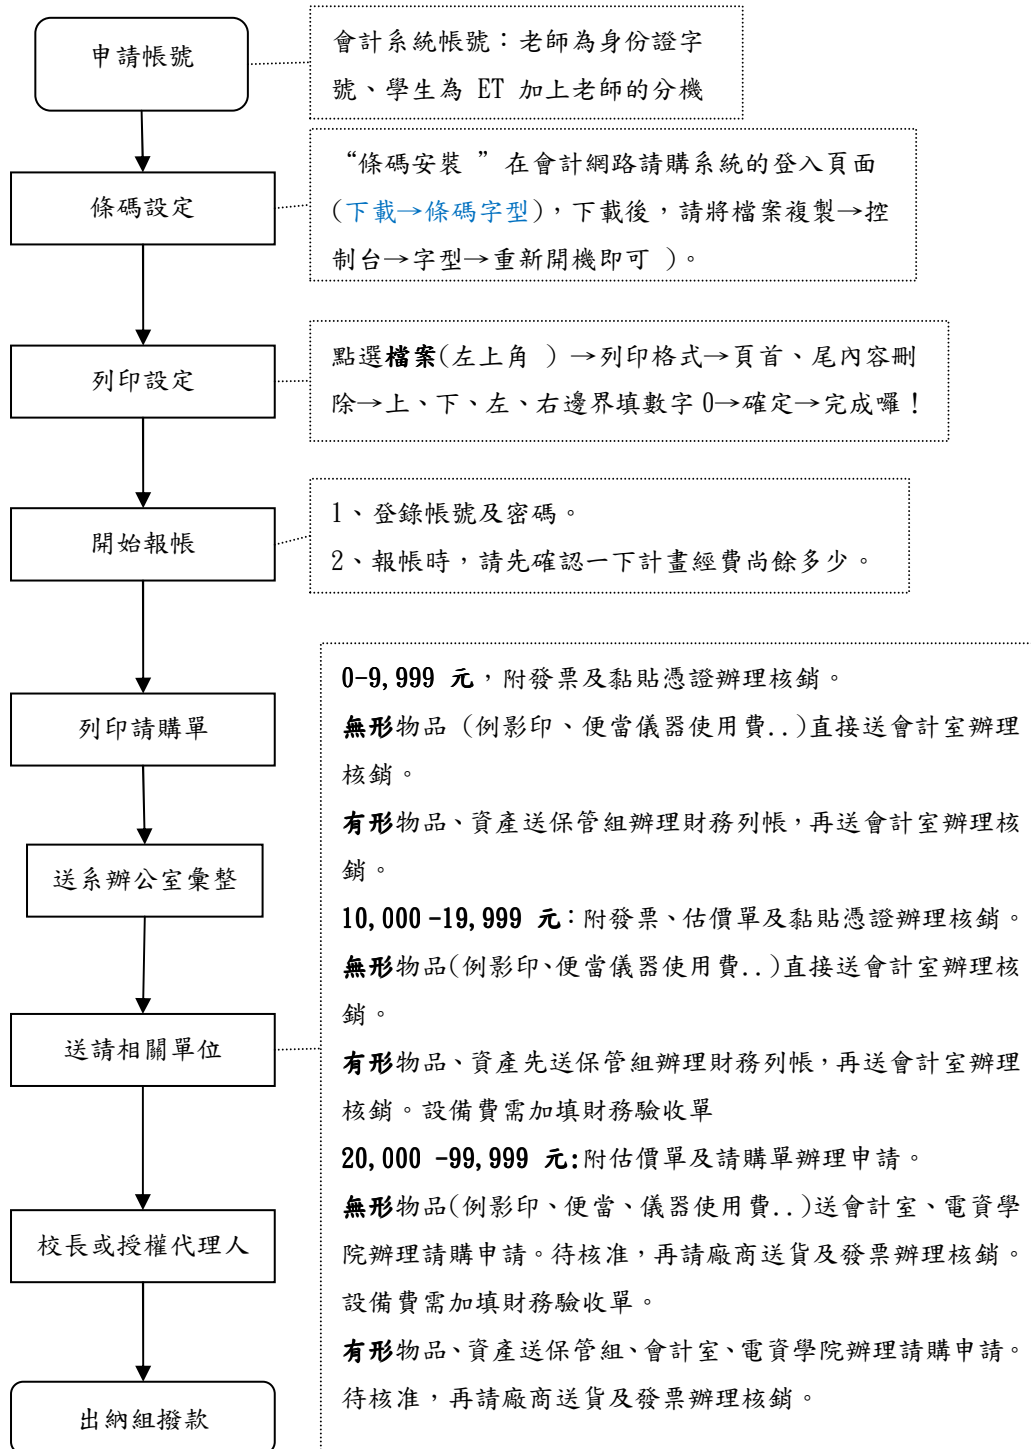 申請帳號
會計系統帳號：老師為身份證字
號、學生為 ET 加上老師的分機
條碼設定
“條碼安裝 ”在會計網路請購系統的登入頁面
(下載→條碼字型)，下載後，請將檔案複製→控
制台→字型→重新開機即可 )。
列印設定
點選檔案(左上角 ) →列印格式→頁首、尾內容刪
除→上、下、左、右邊界填數字 0→確定→完成囉！
開始報帳
1、登錄帳號及密碼。
2、報帳時，請先確認一下計畫經費尚餘多少。
列印請購單
送系辦公室彙整
送請相關單位
校長或授權代理人
出納組撥款
0-9,999 元，附發票及黏貼憑證辦理核銷。
無形物品 (例影印、便當儀器使用費..)直接送會計室辦理
核銷。
有形物品、資產送保管組辦理財務列帳，再送會計室辦理核
銷。
10,000-19,999 元：附發票、估價單及黏貼憑證辦理核銷。
無形物品(例影印、便當儀器使用費..)直接送會計室辦理核
銷。
有形物品、資產先送保管組辦理財務列帳，再送會計室辦理
核銷。設備費需加填財務驗收單
20,000 -99,999 元:附估價單及請購單辦理申請。
無形物品(例影印、便當、儀器使用費..)送會計室、電資學
院辦理請購申請。待核准，再請廠商送貨及發票辦理核銷。
設備費需加填財務驗收單。
有形物品、資產送保管組、會計室、電資學院辦理請購申請。
待核准，再請廠商送貨及發票辦理核銷。